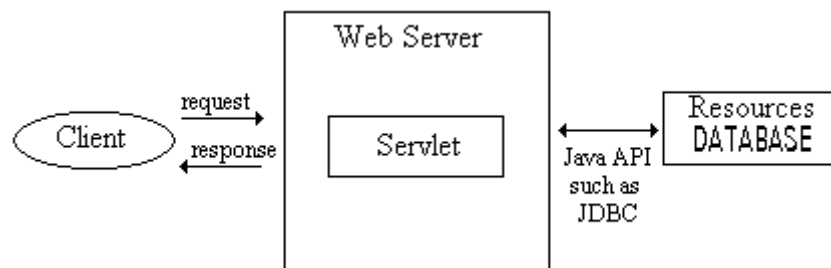 Web Server
request
Client
response
Servlet
Resources
DATABASE
Java API
such as
JDBC